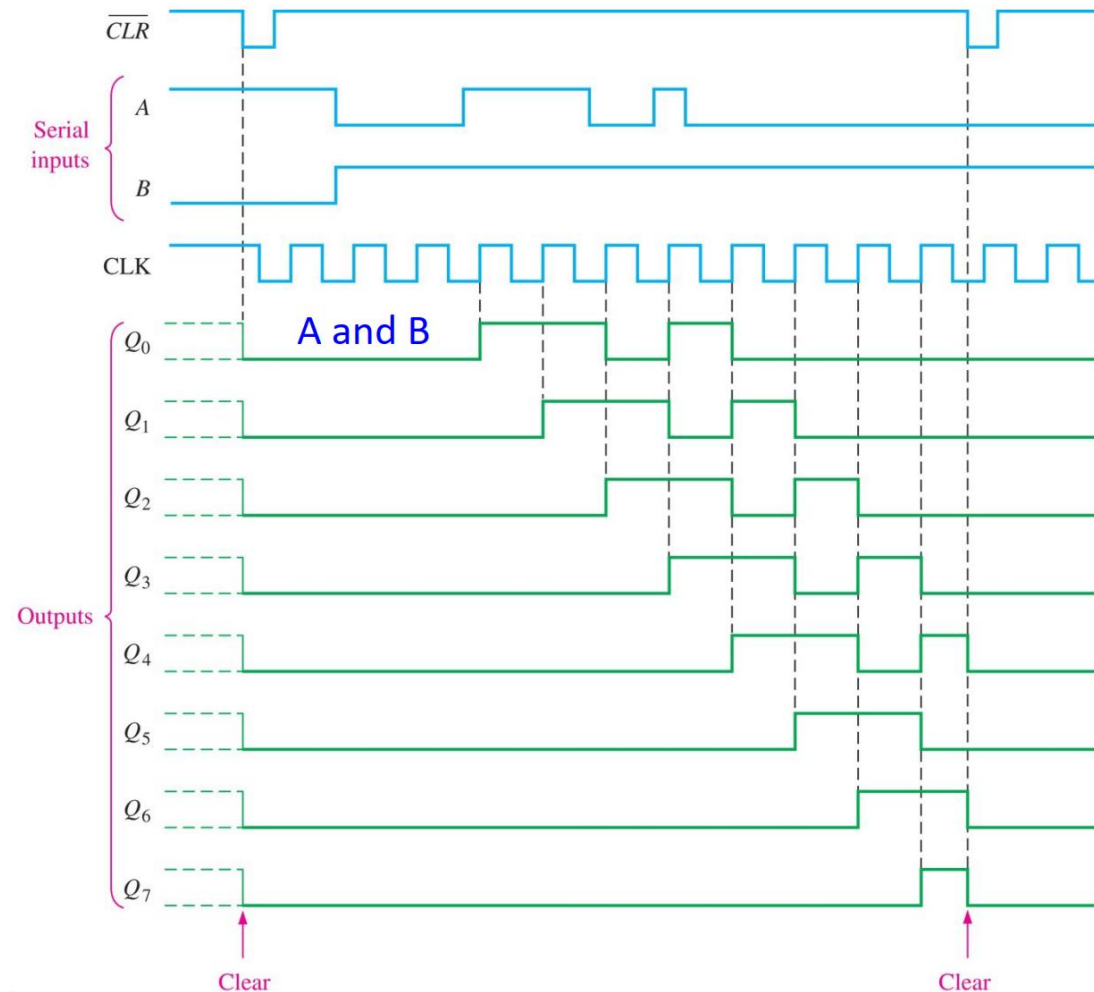 CLR
Serial
inputs
A
B
CLK
A and B
Q0
Q1
Q2
Q3
Outputs
Q4
Q5
Q6
Q7
Clear
Clear